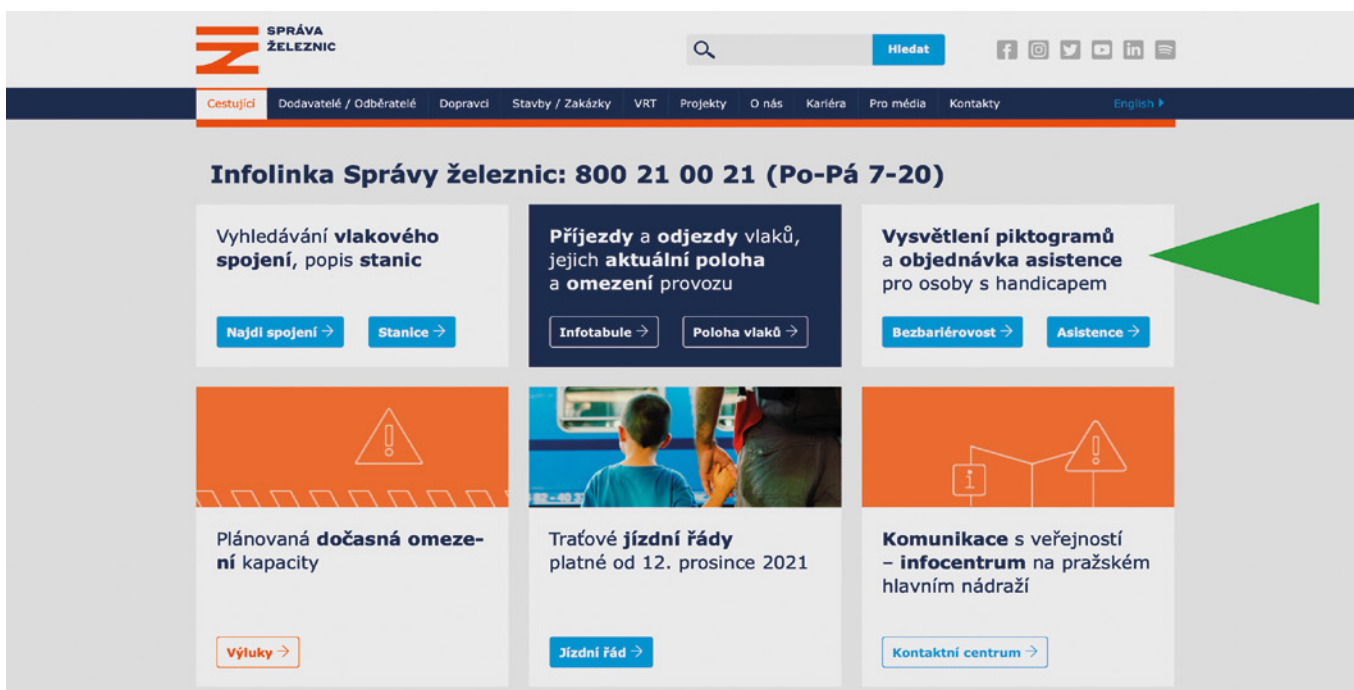 SPRÁVA
ŽELEZNIC
Hledat
Cestující Dodavatelé / Odběratelé Dopravci Stavby / Zakázky VRT Projekty O nás Kariéra Pro média Kontakty English
Infolinka Správy železnic: 800 21 00 21 (Po-Pá 7-20)
Vyhledávání vlakového
spojení, popis stanic
Najdi spojení → Stanice →
Příjezdy a odjezdy vlaků,
jejich aktuální poloha
a omezení provozu
Infotabule → Poloha vlaků →
Vysvětlení piktogramů
a objednávka asistence
pro osoby s handicapem
Bezbariérovost → Asistence →
Plánovaná dočasná omeze-
ní kapacity
Výluky →
Traťové jízdní řády
platné od 12. prosince 2021
Jízdní řád →
Komunikace s veřejností
– infocentrum na pražském
hlavním nádraží
Kontaktní centrum →